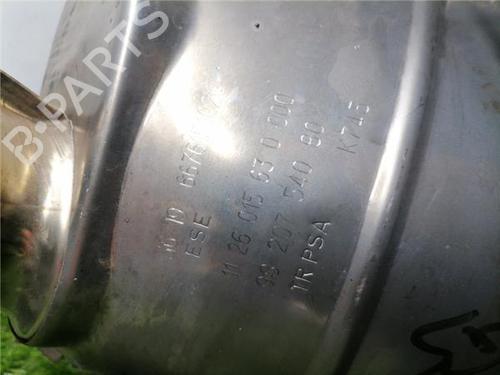 B-PARTS
ESE
11 26 015 63 0 000
98 207 540 80
TR PSA
K745